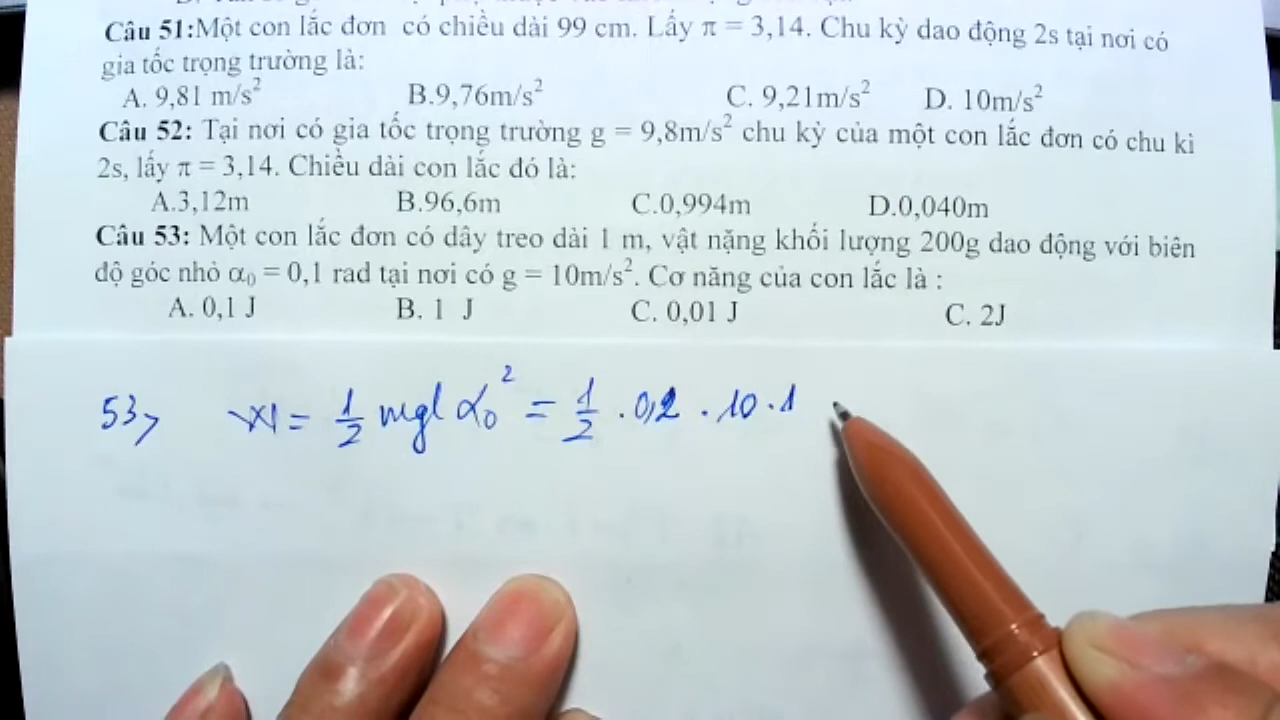 Câu 51:Một con lắc đơn có chiều dài 99 cm. Lấy π = 3,14. Chu kỳ dao động 2s tại nơi có
gia tốc trọng trường là:
A. 9,81 m/s² B.9,76m/s² C. 9,21m/s² D. 10m/s²
Câu 52: Tại nơi có gia tốc trọng trường g = 9,8m/s² chu kỳ của một con lắc đơn có chu kì
2s, lấy π = 3,14. Chiều dài con lắc đó là:
A.3,12m B.96,6m C.0,994m D.0,040m
Câu 53: Một con lắc đơn có dây treo dài 1 m, vật nặng khối lượng 200g dao động với biên
độ góc nhỏ α₀ = 0,1 rad tại nơi có g = 10m/s². Cơ năng của con lắc là :
A. 0,1 J B. 1 J C. 0,01 J C. 2J
53, W = 1/2 mgl α₀² = 1/2 . 0,2 . 10 . 1